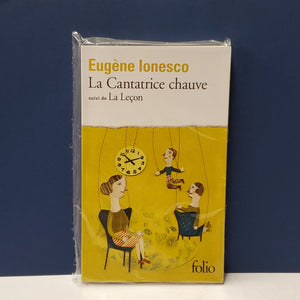 Eugène Ionesco
La Cantatrice chauve
suivi de La Leçon
folio